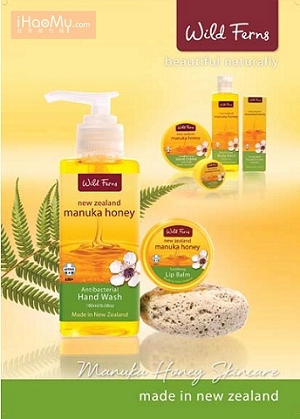 iHaoMy.com
Wild Ferns
beautiful naturally
Wild Ferns
new zealand
manuka honey
Antibacterial
Hand Wash
Made in New Zealand
Wild Ferns
new zealand
manuka honey
Lip Balm
Manuka Honey Skincare
made in new zealand